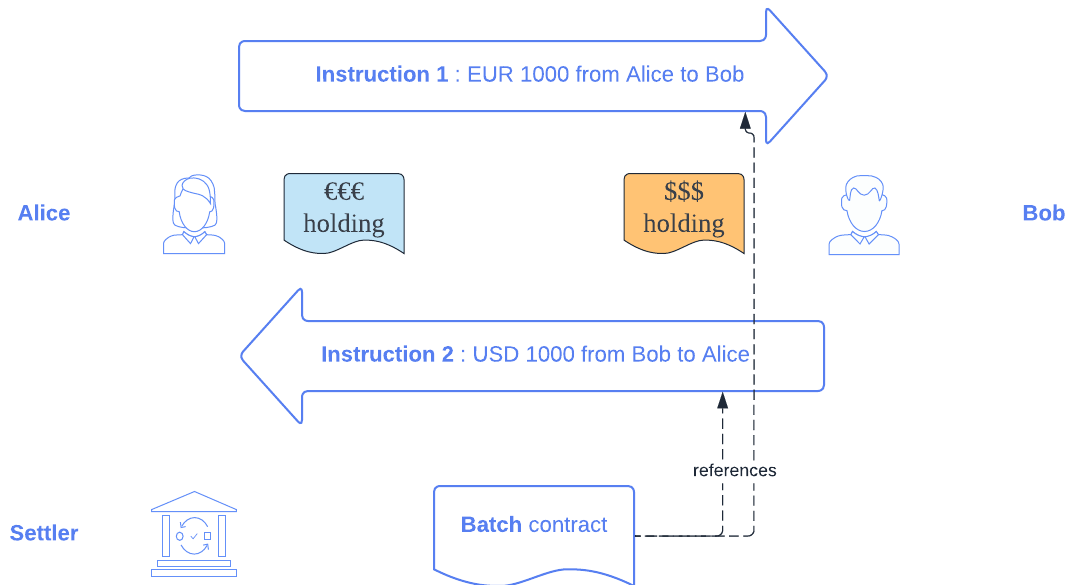 Instruction 1 : EUR 1000 from Alice to Bob
€€€
holding
$$$
holding
Alice
Bob
Instruction 2 : USD 1000 from Bob to Alice
references
Settler
Batch contract